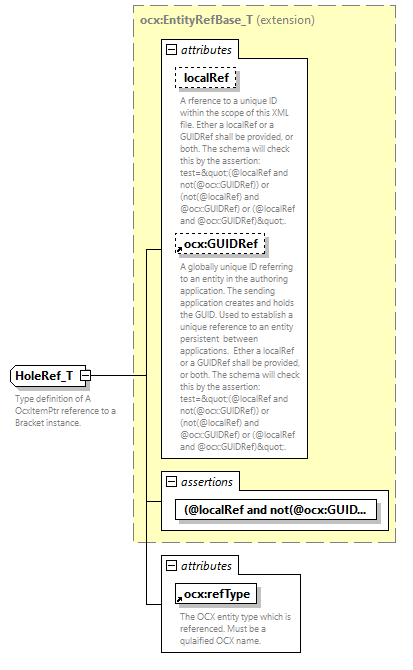 ocx:EntityRefBase_T (extension)
attributes
localRef
A rference to a unique ID
within the scope of this XML
file. Ether a localRef or a
GUIDRef shall be provided, or
both. The schema will check
this by the assertion:
test=&quot;(@localRef and
not(@ocx:GUIDRef)) or
(not(@localRef) and
@ocx:GUIDRef) or (@localRef
and @ocx:GUIDRef)&quot;.
ocx:GUIDRef
A globally unique ID referring
to an entity in the authoring
application. The sending
application creates and holds
the GUID. Used to establish a
unique reference to an entity
persistent between
applications. Ether a localRef
or a GUIDRef shall be provided,
or both. The schema will check
this by the assertion:
test=&quot;(@localRef and
not(@ocx:GUIDRef)) or
(not(@localRef) and
@ocx:GUIDRef) or (@localRef
and @ocx:GUIDRef)&quot;.
HoleRef_T
Type definition of A
OcxItemPtr reference to a
Bracket instance.
assertions
(@localRef and not(@ocx:GUID...
attributes
ocx:refType
The OCX entity type which is
referenced. Must be a
qulaified OCX name.